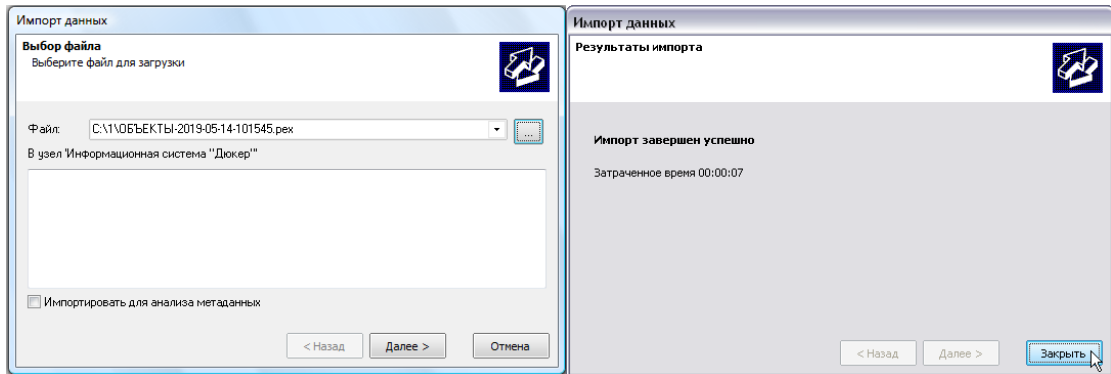 Импорт данных
Выбор файла
Выберите файл для загрузки
Файл: C:\1\ОБЪЕКТЫ-2019-05-14-101545.pex ...
В узел 'Информационная система "Дюкер"'
Импортировать для анализа метаданных
< Назад Далее > Отмена
Импорт данных
Результаты импорта
Импорт завершен успешно
Затраченное время 00:00:07
< Назад Далее > Закрыть